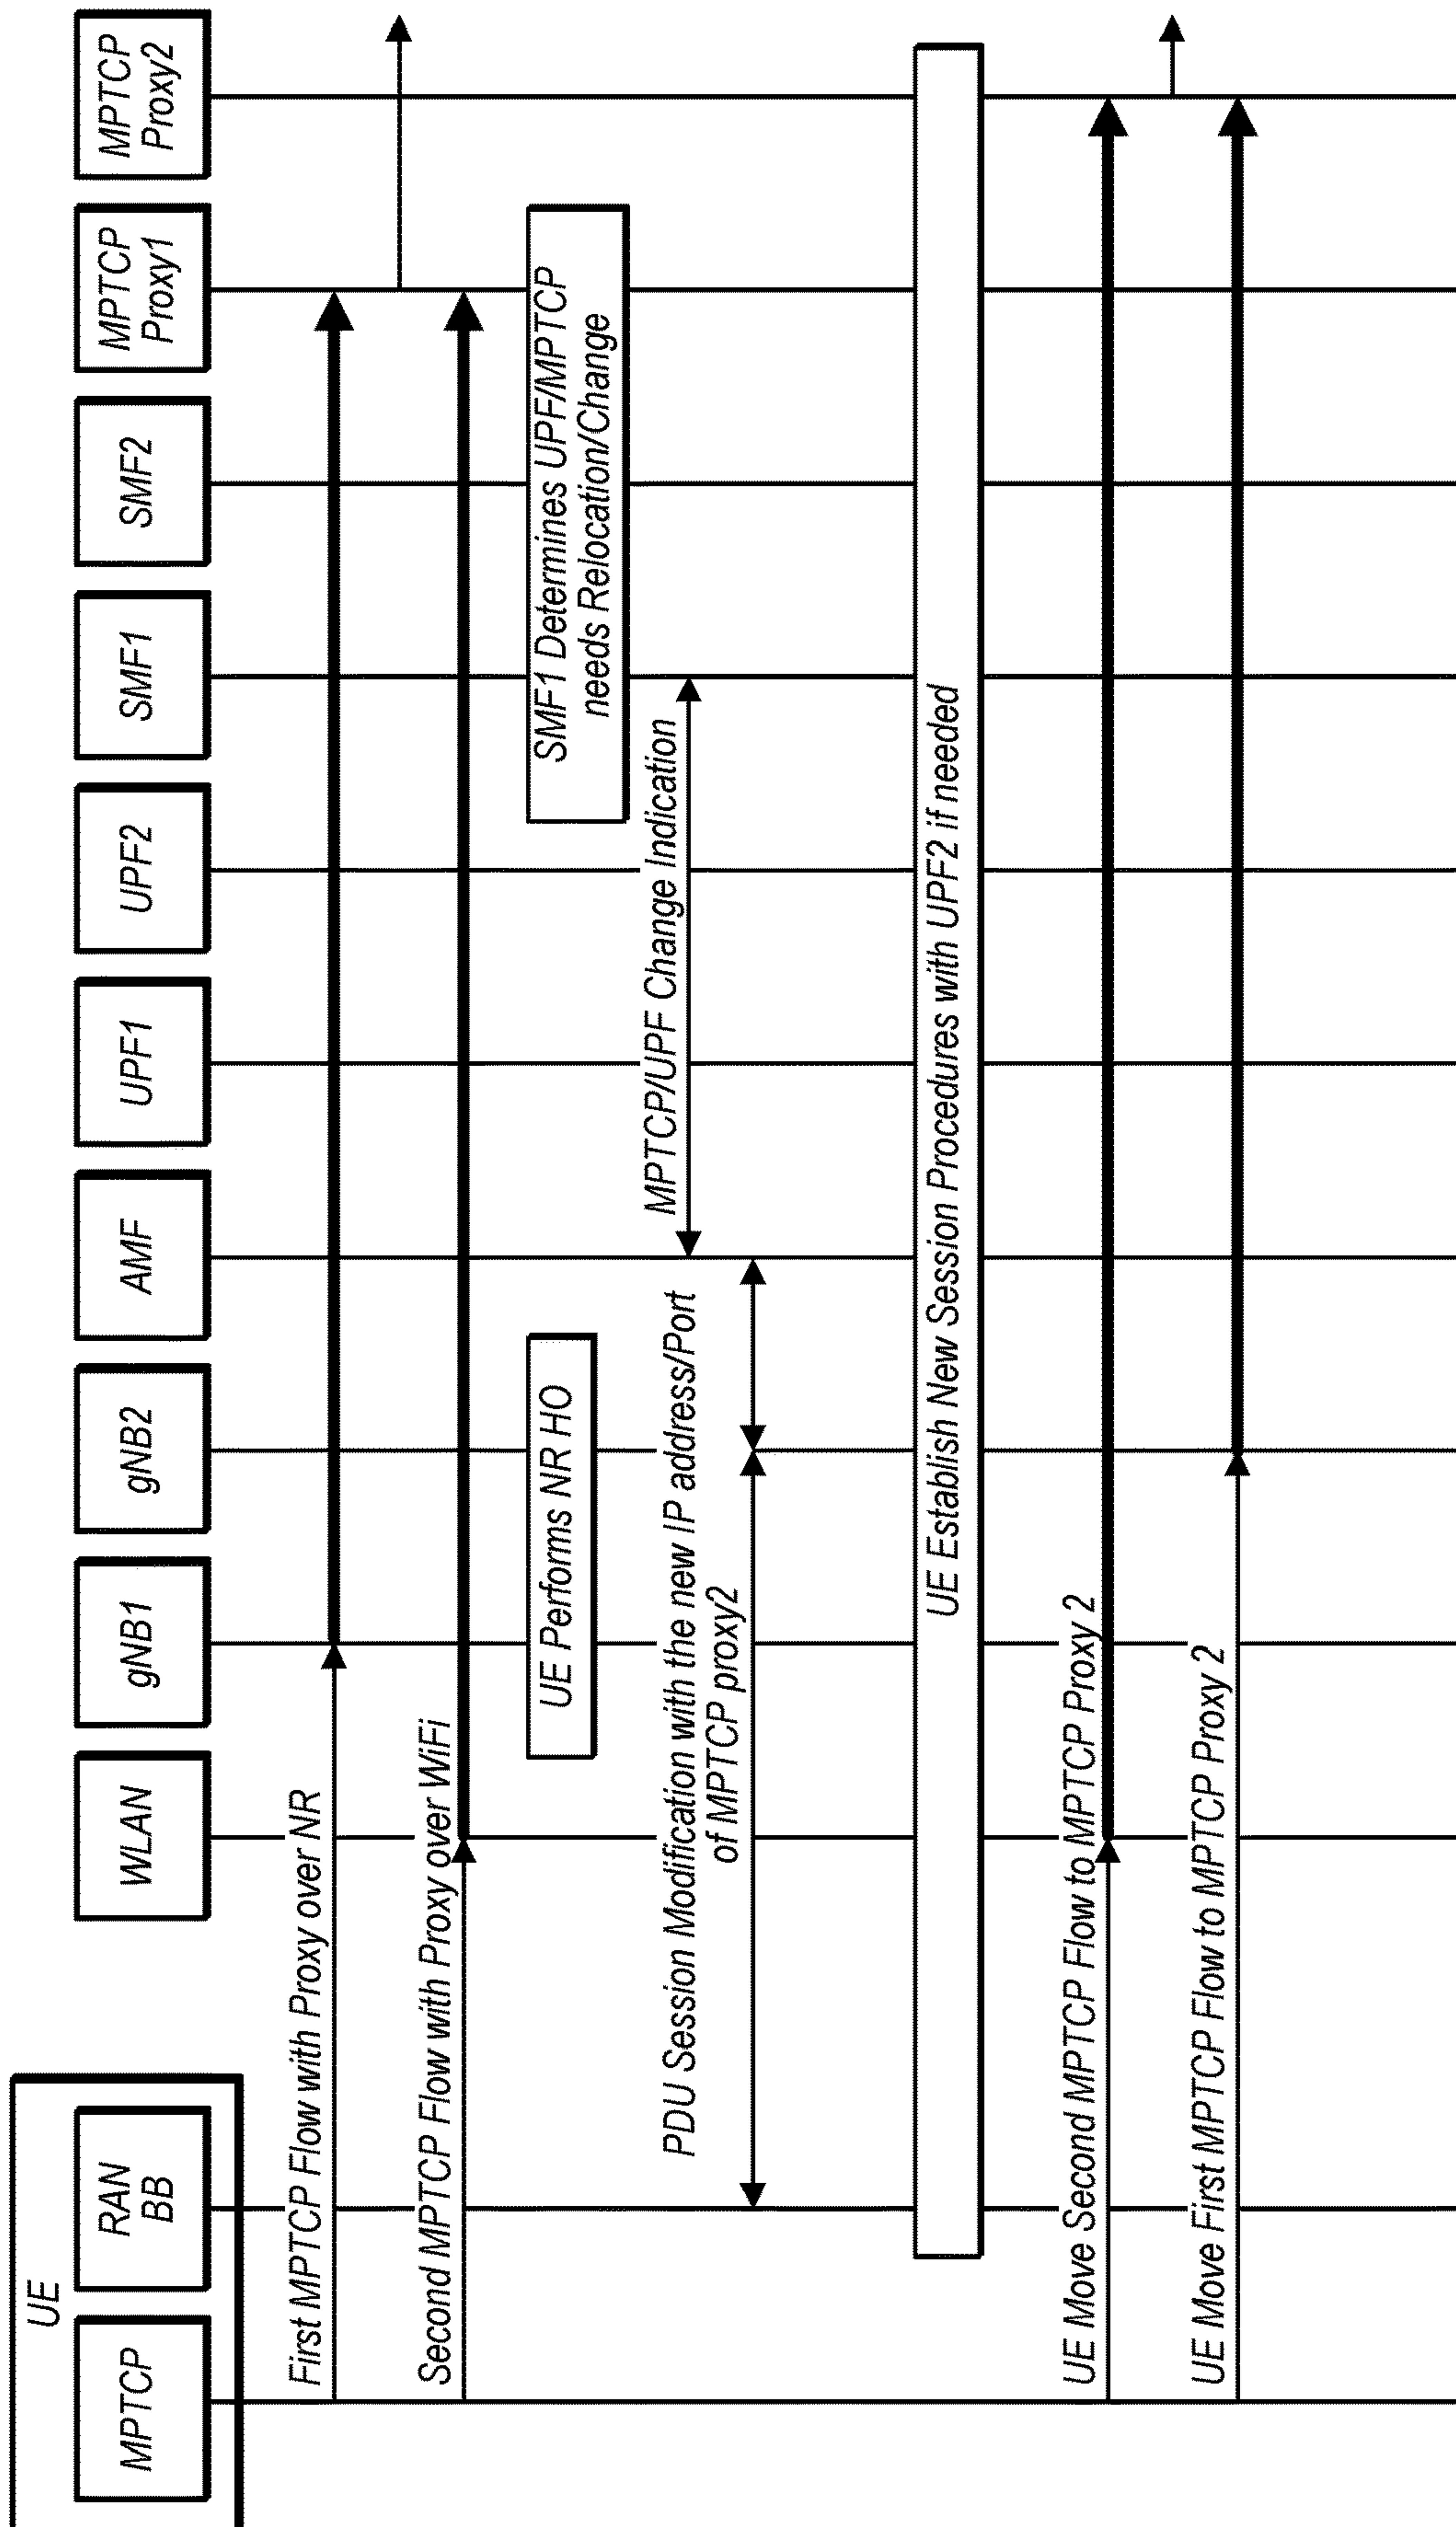 UE
MPTCP
RAN
BB
WLAN
gNB1
gNB2
AMF
UPF1
UPF2
SMF1
SMF2
MPTCP
Proxy1
MPTCP
Proxy2
First MPTCP Flow with Proxy over NR
Second MPTCP Flow with Proxy over WiFi
UE Performs NR HO
SMF1 Determines UPF/MPTCP
needs Relocation/Change
MPTCP/UPF Change Indication
PDU Session Modification with the new IP address/Port
of MPTCP proxy2
UE Establish New Session Procedures with UPF2 if needed
UE Move Second MPTCP Flow to MPTCP Proxy 2
UE Move First MPTCP Flow to MPTCP Proxy 2